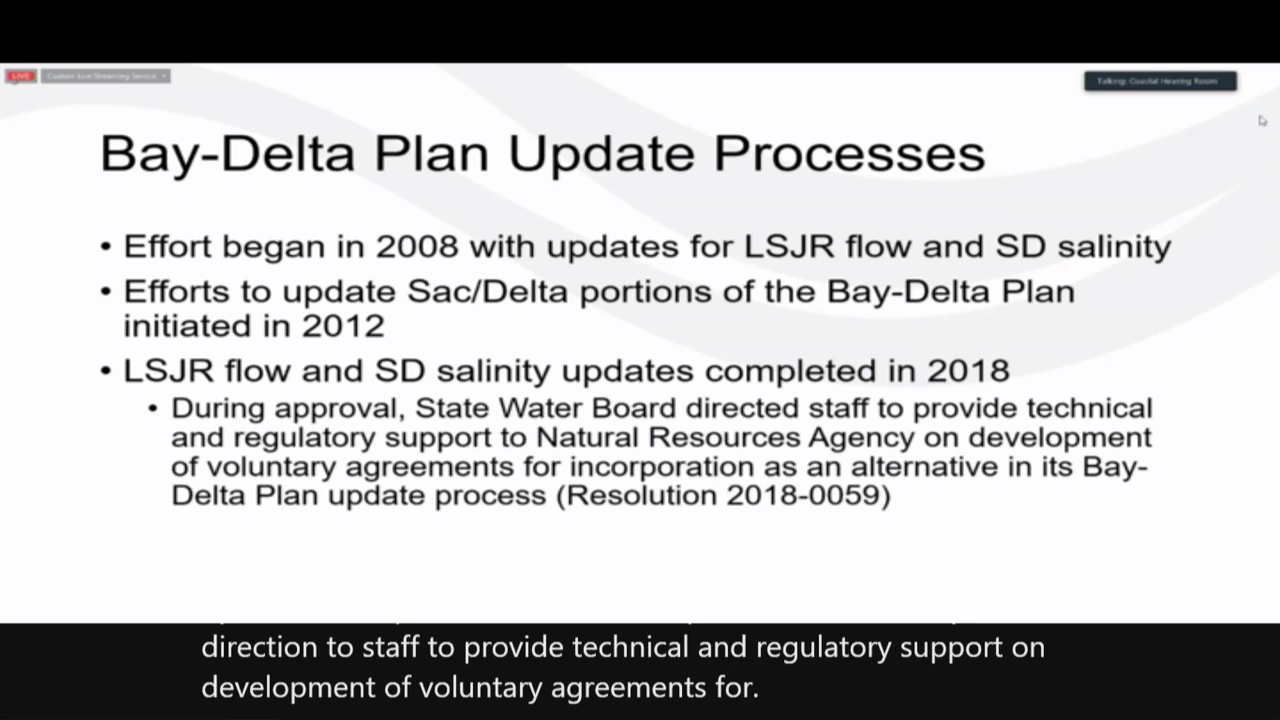 LIVE Custom Live Streaming Service
Talking: Coastal Hearing Room
Bay-Delta Plan Update Processes
• Effort began in 2008 with updates for LSJR flow and SD salinity
• Efforts to update Sac/Delta portions of the Bay-Delta Plan
initiated in 2012
• LSJR flow and SD salinity updates completed in 2018
• During approval, State Water Board directed staff to provide technical
and regulatory support to Natural Resources Agency on development
of voluntary agreements for incorporation as an alternative in its Bay-
Delta Plan update process (Resolution 2018-0059)
direction to staff to provide technical and regulatory support on
development of voluntary agreements for.